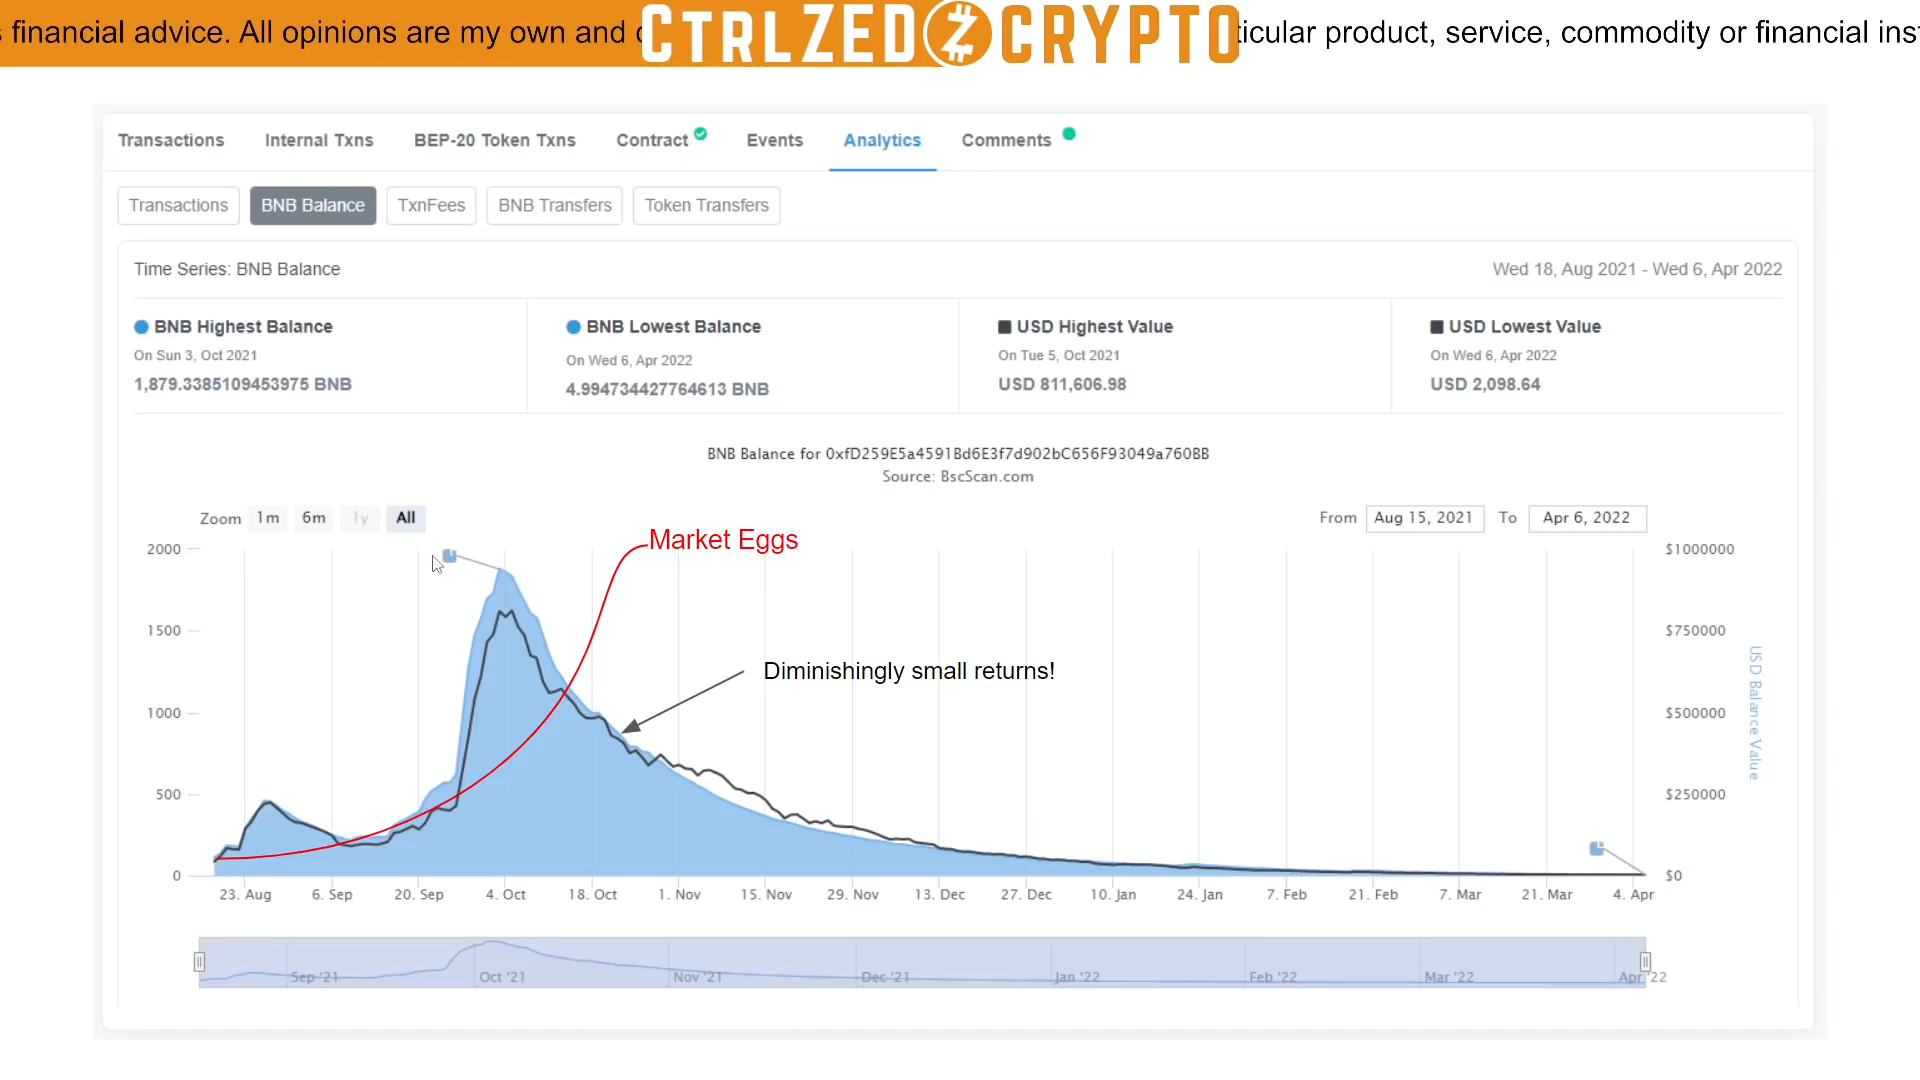 s financial advice. All opinions are my own and
CTRLZED CRYPTO
ticular product, service, commodity or financial ins
Transactions Internal Txns BEP-20 Token Txns Contract Events Analytics Comments
Transactions BNB Balance TxnFees BNB Transfers Token Transfers
Time Series: BNB Balance Wed 18, Aug 2021 - Wed 6, Apr 2022
BNB Highest Balance BNB Lowest Balance USD Highest Value USD Lowest Value
On Sun 3, Oct 2021 On Wed 6, Apr 2022 On Tue 5, Oct 2021 On Wed 6, Apr 2022
1,879.3385109453975 BNB 4.994734427764613 BNB USD 811,606.98 USD 2,098.64
BNB Balance for 0xfD259E5a4591Bd6E3f7d902bC656F93049a760BB
Source: BscScan.com
Zoom 1m 6m 1y All From Aug 15, 2021 To Apr 6, 2022
Market Eggs
2000 $1000000
1500 $750000
Diminishingly small returns!
1000 $500000
500 $250000
0 $0
USD Balance Value
23. Aug 6. Sep 20. Sep 4. Oct 18. Oct 1. Nov 15. Nov 29. Nov 13. Dec 27. Dec 10. Jan 24. Jan 7. Feb 21. Feb 7. Mar 21. Mar 4. Apr
Sep '21 Oct '21 Nov '21 Dec '21 Jan '22 Feb '22 Mar '22 Apr '22